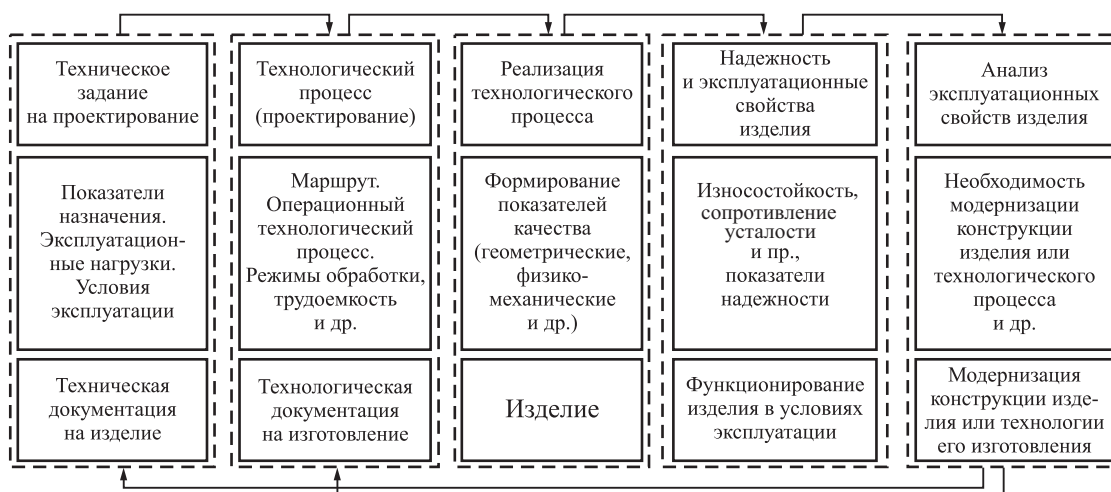 Техническое
задание
на проектирование
Технологический
процесс
(проектирование)
Реализация
технологического
процесса
Надежность
и эксплуатационные
свойства
изделия
Анализ
эксплуатационных
свойств изделия
Показатели
назначения.
Эксплуатацион-
ные нагрузки.
Условия
эксплуатации
Маршрут.
Операционный
технологический
процесс.
Режимы обработки,
трудоемкость
и др.
Формирование
показателей
качества
(геометрические,
физико-
механические
и др.)
Износостойкость,
сопротивление
усталости
и пр.,
показатели
надежности
Необходимость
модернизации
конструкции
изделия или
технологического
процесса
и др.
Техническая
документация
на изделие
Технологическая
документация
на изготовление
Изделие
Функционирование
изделия в условиях
эксплуатации
Модернизация
конструкции изде-
лия или технологии
его изготовления